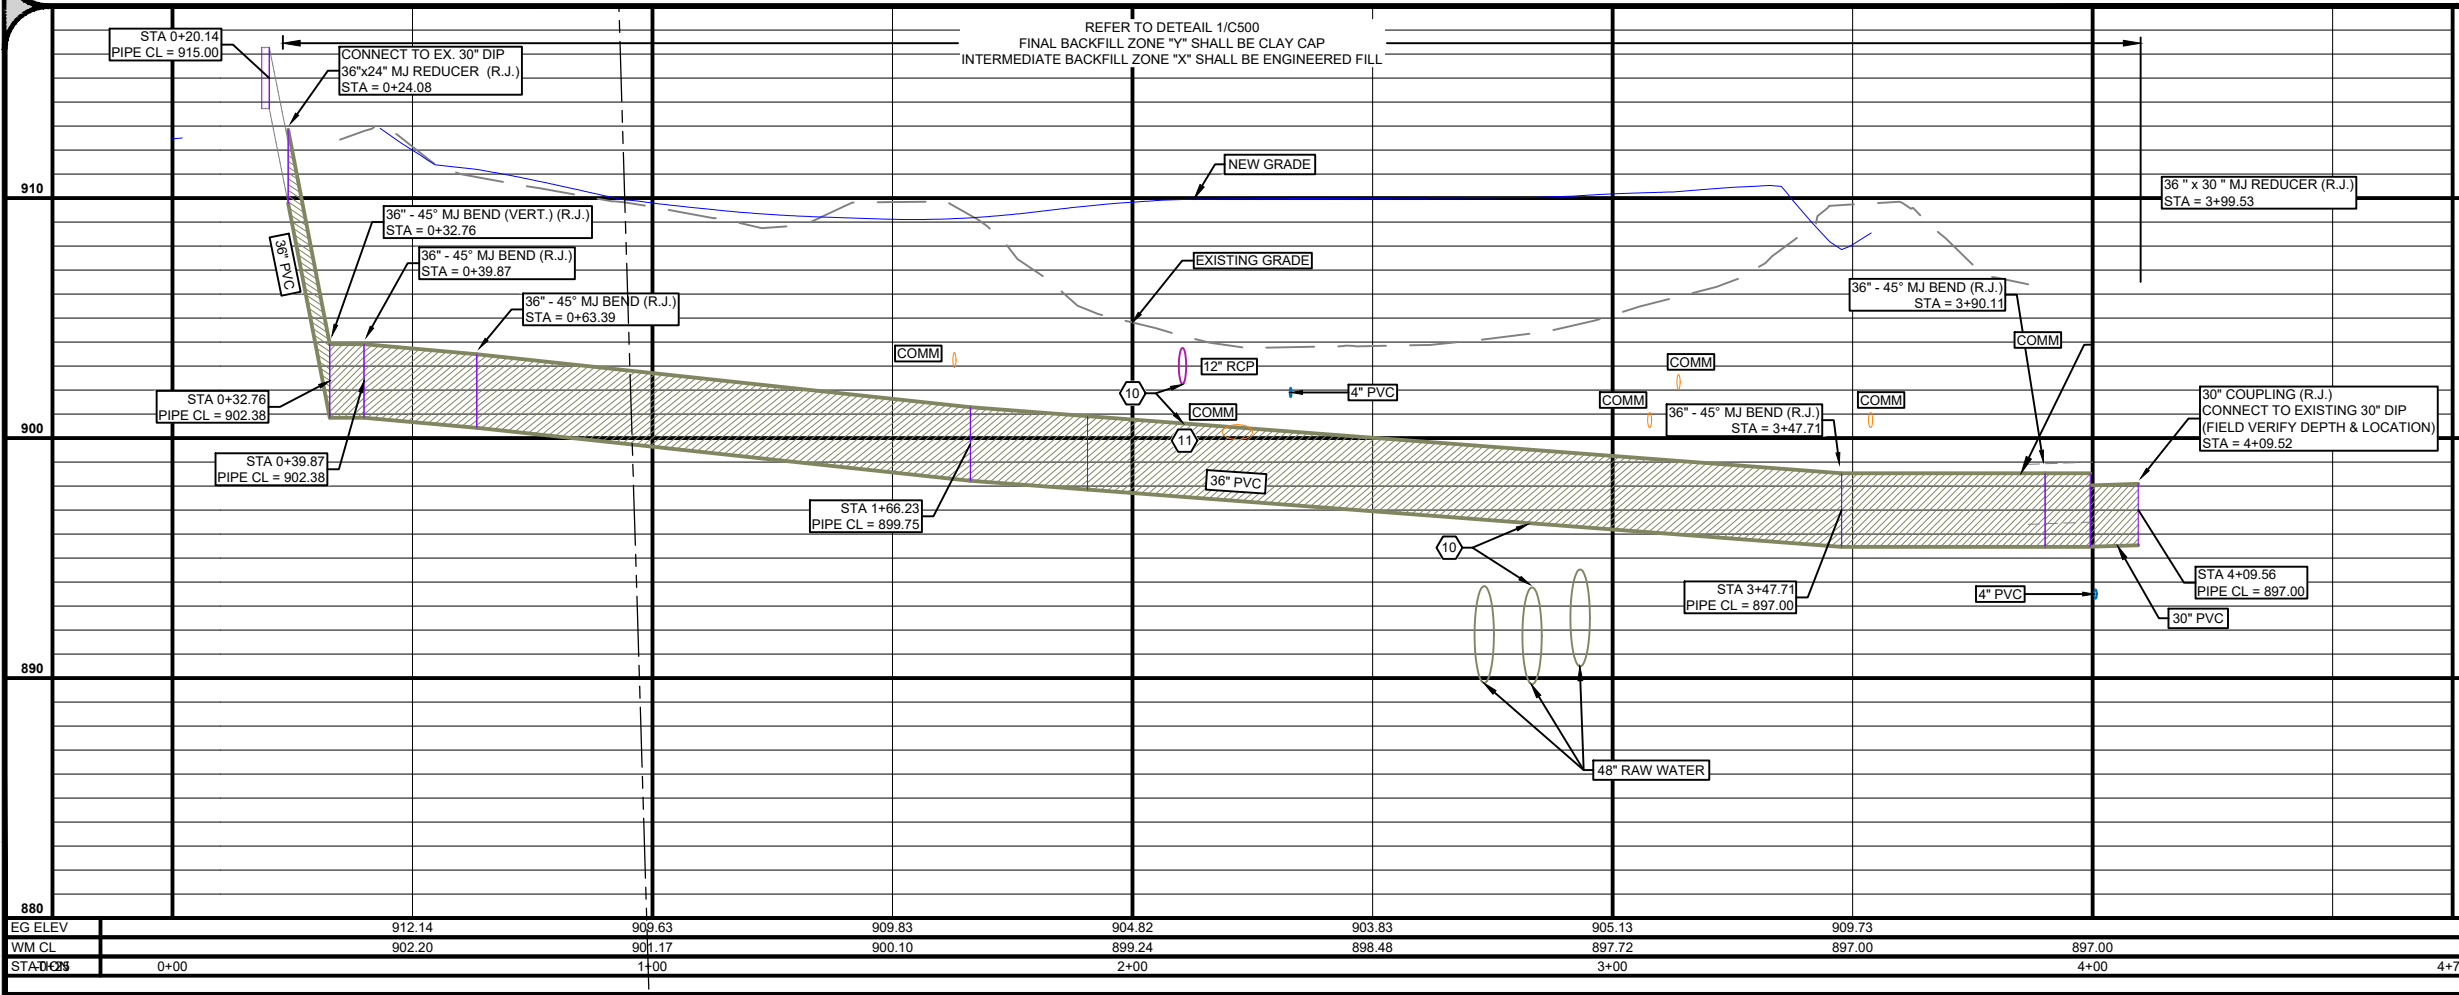 REFER TO DETEAIL 1/C500
FINAL BACKFILL ZONE "Y" SHALL BE CLAY CAP
INTERMEDIATE BACKFILL ZONE "X" SHALL BE ENGINEERED FILL
STA 0+20.14
PIPE CL = 915.00
CONNECT TO EX. 30" DIP
36"x24" MJ REDUCER (R.J.)
STA = 0+24.08
NEW GRADE
910
36 " x 30 " MJ REDUCER (R.J.)
STA = 3+99.53
36" - 45° MJ BEND (VERT.) (R.J.)
STA = 0+32.76
36" PVC
36" - 45° MJ BEND (R.J.)
STA = 0+39.87
EXISTING GRADE
36" - 45° MJ BEND (R.J.)
STA = 0+63.39
36" - 45° MJ BEND (R.J.)
STA = 3+90.11
COMM
COMM
12" RCP
COMM
STA 0+32.76
PIPE CL = 902.38
10
4" PVC
COMM
COMM
COMM
36" - 45° MJ BEND (R.J.)
STA = 3+47.71
30" COUPLING (R.J.)
CONNECT TO EXISTING 30" DIP
(FIELD VERIFY DEPTH & LOCATION)
STA = 4+09.52
900
11
STA 0+39.87
PIPE CL = 902.38
36" PVC
STA 1+66.23
PIPE CL = 899.75
10
STA 3+47.71
PIPE CL = 897.00
4" PVC
STA 4+09.56
PIPE CL = 897.00
30" PVC
890
48" RAW WATER
880
EG ELEV 912.14 909.63 909.83 904.82 903.83 905.13 909.73
WM CL 902.20 901.17 900.10 899.24 898.48 897.72 897.00 897.00
STATION -0+25 0+00 1+00 2+00 3+00 4+00 4+7